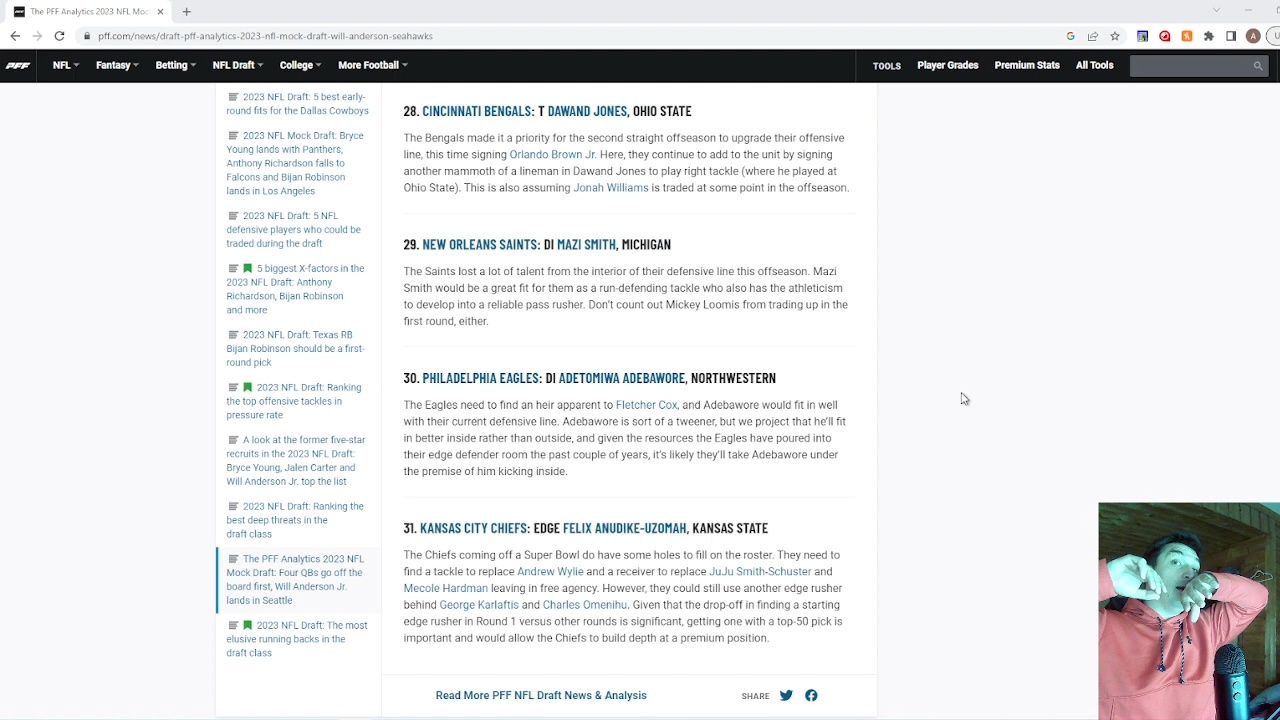 The PFF Analytics 2023 NFL Moc
pff.com/news/draft-pff-analytics-2023-nfl-mock-draft-will-anderson-seahawks
A
PFF
NFL
Fantasy
Betting
NFL Draft
College
More Football
TOOLS
Player Grades
Premium Stats
All Tools
2023 NFL Draft: 5 best early-
round fits for the Dallas Cowboys
2023 NFL Mock Draft: Bryce
Young lands with Panthers,
Anthony Richardson falls to
Falcons and Bijan Robinson
lands in Los Angeles
2023 NFL Draft: 5 NFL
defensive players who could be
traded during the draft
5 biggest X-factors in the
2023 NFL Draft: Anthony
Richardson, Bijan Robinson
and more
2023 NFL Draft: Texas RB
Bijan Robinson should be a first-
round pick
2023 NFL Draft: Ranking
the top offensive tackles in
pressure rate
A look at the former five-star
recruits in the 2023 NFL Draft:
Bryce Young, Jalen Carter and
Will Anderson Jr. top the list
2023 NFL Draft: Ranking the
best deep threats in the
draft class
The PFF Analytics 2023 NFL
Mock Draft: Four QBs go off the
board first, Will Anderson Jr.
lands in Seattle
2023 NFL Draft: The most
elusive running backs in the
draft class
28. CINCINNATI BENGALS: T DAWAND JONES, OHIO STATE
The Bengals made it a priority for the second straight offseason to upgrade their offensive
line, this time signing Orlando Brown Jr. Here, they continue to add to the unit by signing
another mammoth of a lineman in Dawand Jones to play right tackle (where he played at
Ohio State). This is also assuming Jonah Williams is traded at some point in the offseason.
29. NEW ORLEANS SAINTS: DI MAZI SMITH, MICHIGAN
The Saints lost a lot of talent from the interior of their defensive line this offseason. Mazi
Smith would be a great fit for them as a run-defending tackle who also has the athleticism
to develop into a reliable pass rusher. Don't count out Mickey Loomis from trading up in the
first round, either.
30. PHILADELPHIA EAGLES: DI ADETOMIWA ADEBAWORE, NORTHWESTERN
The Eagles need to find an heir apparent to Fletcher Cox, and Adebaware would fit in well
with their current defensive line. Adebaware is sort of a tweener, but we project that he'll fit
in better inside rather than outside, and given the resources the Eagles have poured into
their edge defender room the past couple of years, it's likely they'll take Adebaware under
the premise of him kicking inside.
31. KANSAS CITY CHIEFS: EDGE FELIX ANUDIKE-UZOMAH, KANSAS STATE
The Chiefs coming off a Super Bowl do have some holes to fill on the roster. They need to
find a tackle to replace Andrew Wylie and a receiver to replace JuJu Smith-Schuster and
Mecole Hardman leaving in free agency. However, they could still use another edge rusher
behind George Karlaftis and Charles Omenihu. Given that the drop-off in finding a starting
edge rusher in Round 1 versus other rounds is significant, getting one with a top-50 pick is
important and would allow the Chiefs to build depth at a premium position.
Read More PFF NFL Draft News & Analysis
SHARE